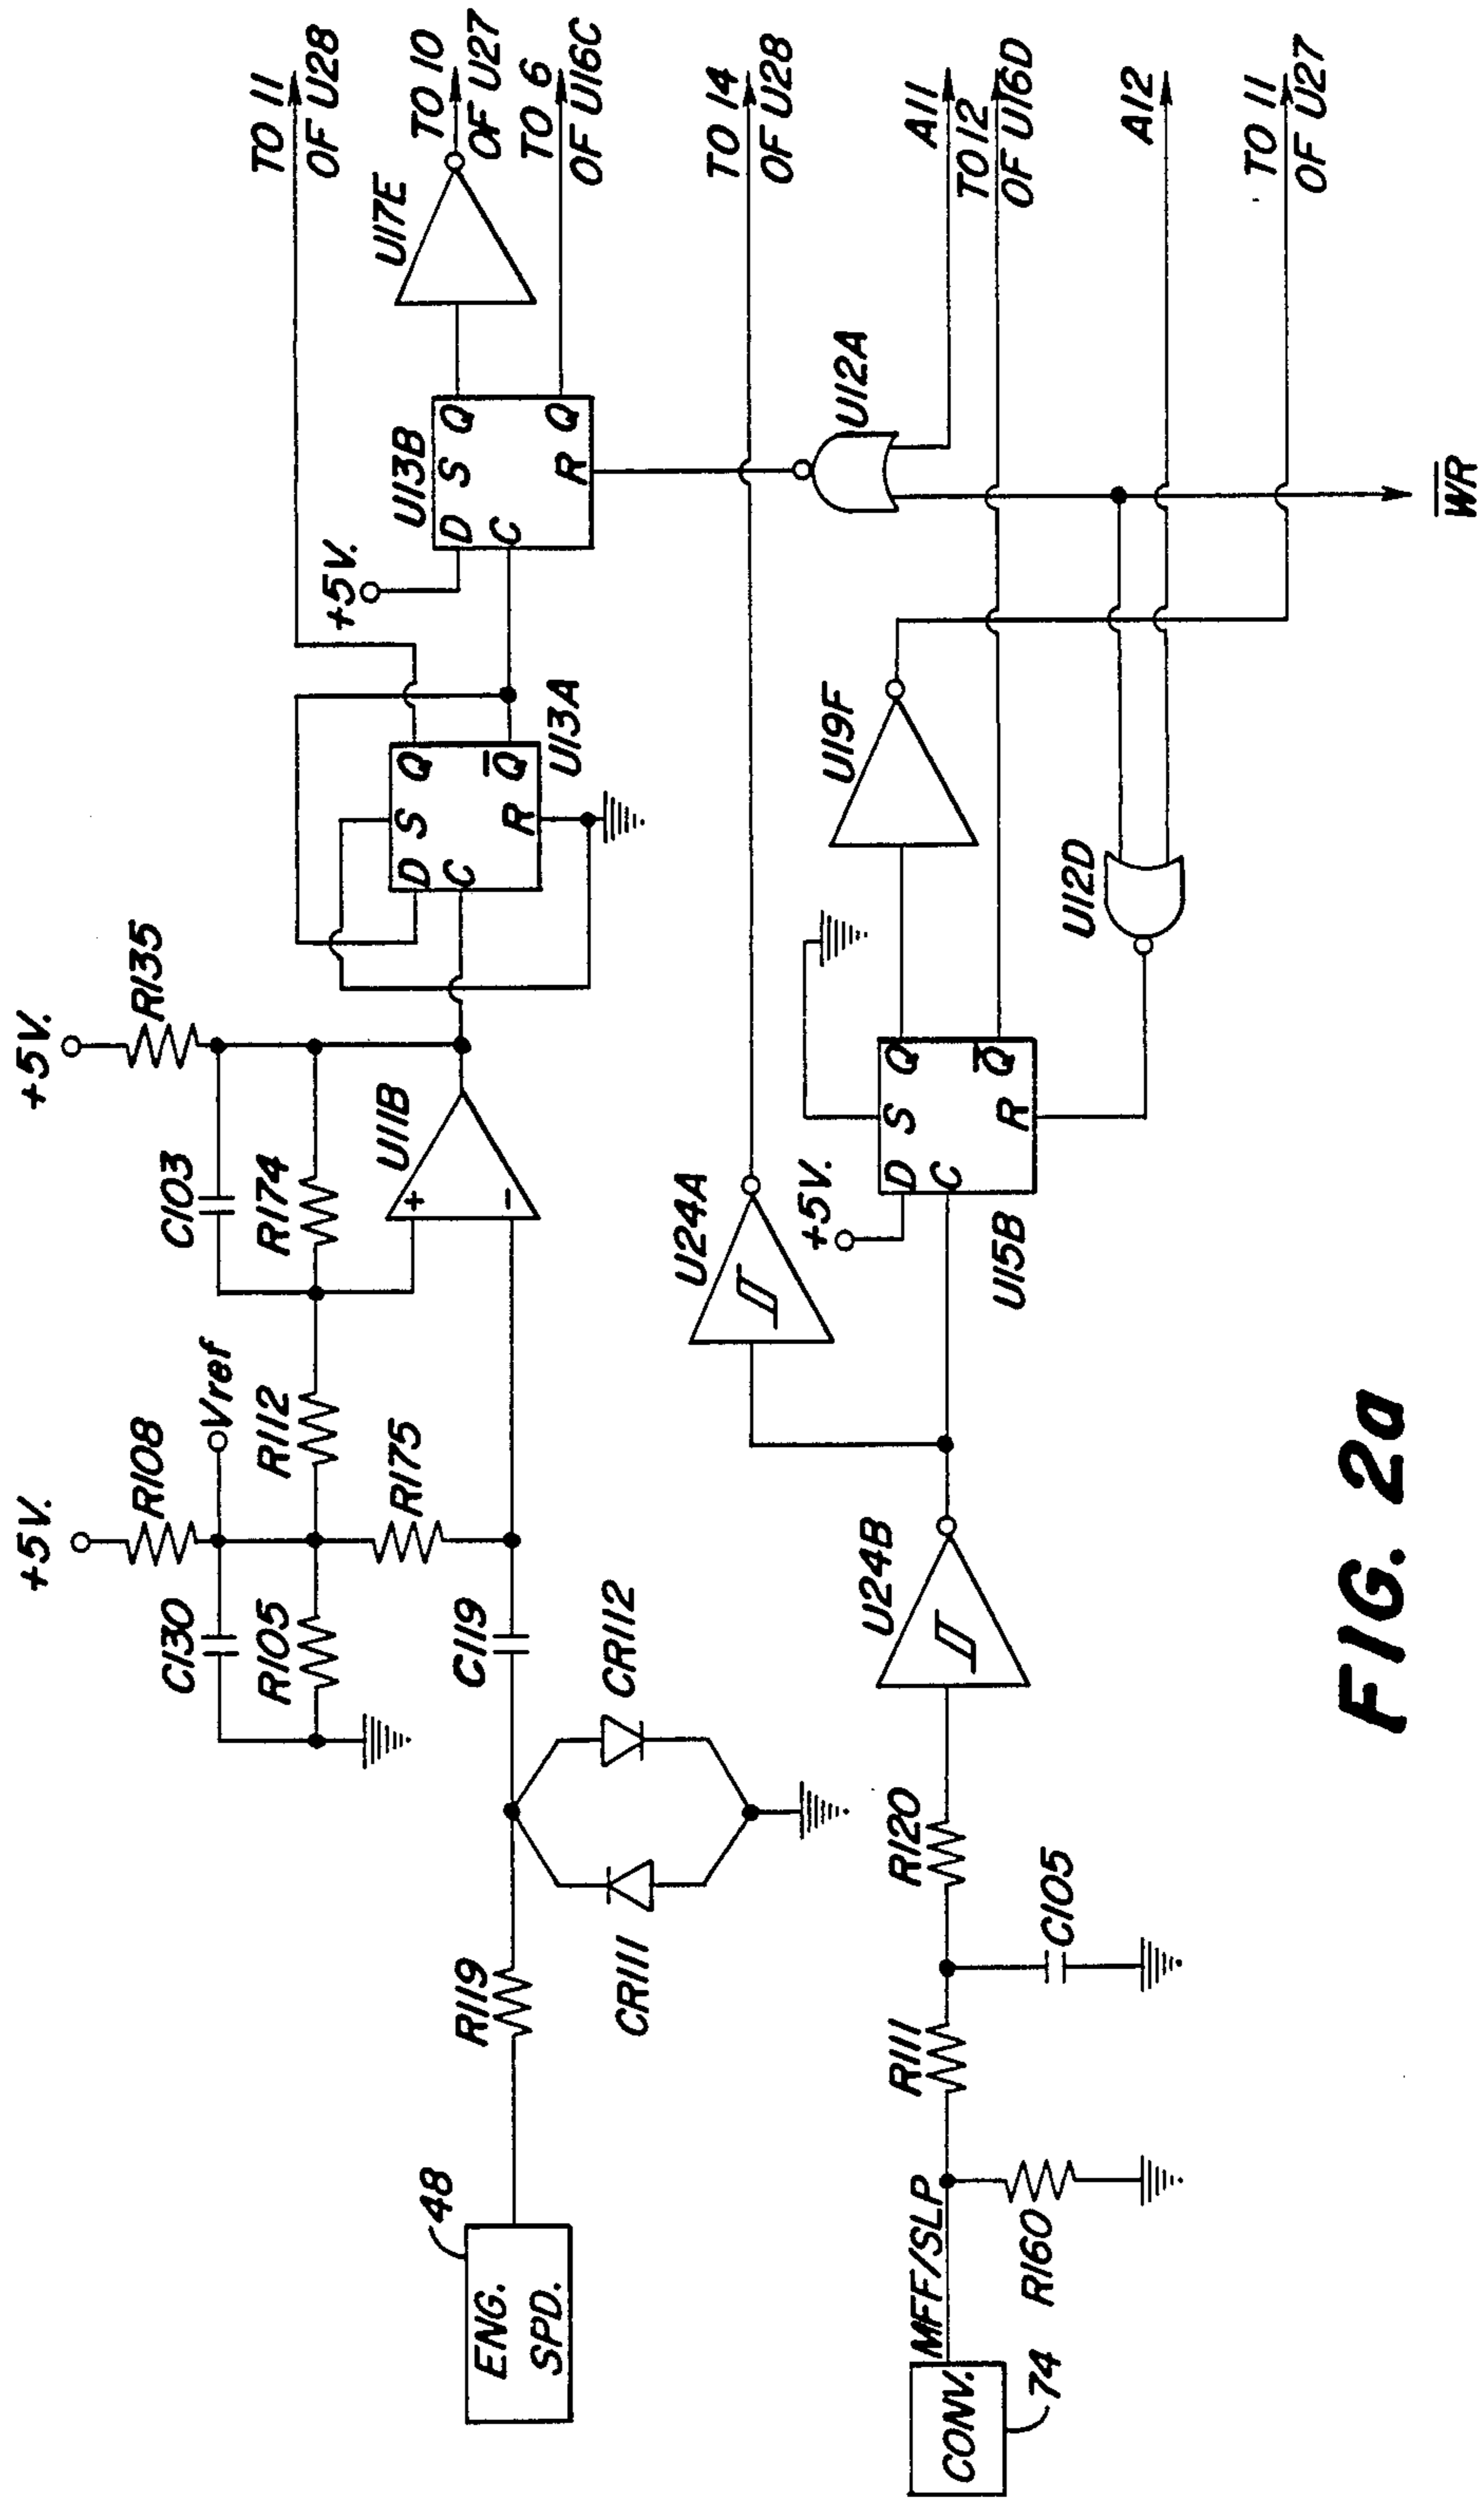 +5V.
+5V.
R108
R135
C130
Vref
C103
R105
R112
R174
TO 11
OF U28
R175
U11B
+
-
+5V.
D
S
Q
C
Q̅
R
U13A
U13B
D
S
Q
C
Q
R
U17E
TO 10
OF U27
TO 6
OF U16C
48
ENG.
SPD.
R119
C119
CR111
CR112
U24A
TO 14
OF U28
+5V.
U19F
U12A
A11
TO 12
OF U16D
74
CONV.
MFF/SLP
R111
R120
U24B
D
S
Q
C
Q̅
R
U15B
R160
C105
U12D
A12
TO 11
OF U27
W̅R̅
FIG. 2a